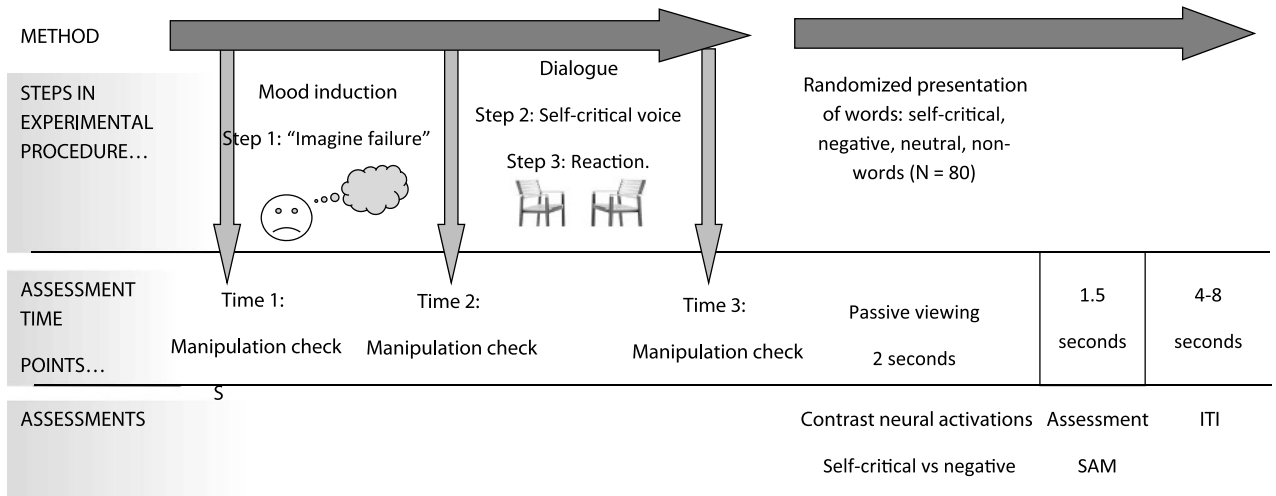 METHOD
STEPS IN
EXPERIMENTAL
PROCEDURE…
Mood induction
Step 1: “Imagine failure”
Dialogue
Step 2: Self-critical voice
Step 3: Reaction.
Randomized presentation
of words: self-critical,
negative, neutral, non-
words (N = 80)
ASSESSMENT
TIME
POINTS…
Time 1:
Manipulation check
S
Time 2:
Manipulation check
Time 3:
Manipulation check
Passive viewing
2 seconds
1.5
seconds
4-8
seconds
ASSESSMENTS
Contrast neural activations
Self-critical vs negative
Assessment
SAM
ITI